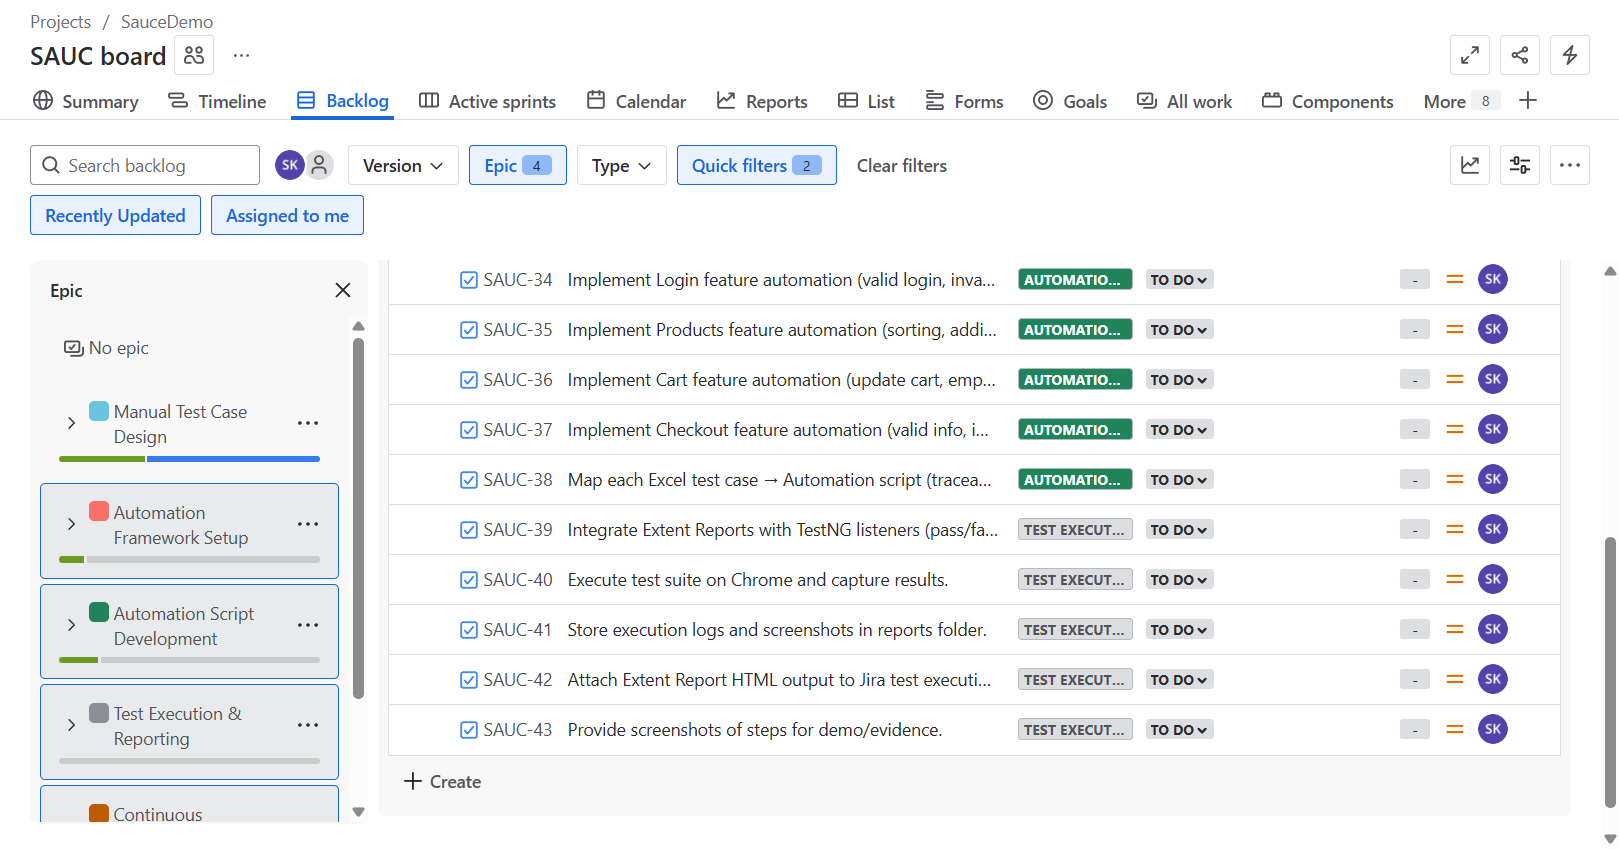 Projects / SauceDemo
SAUC board
Summary Timeline Backlog Active sprints Calendar Reports List Forms Goals All work Components More 8
Search backlog SK Version Epic 4 Type Quick filters 2 Clear filters
Recently Updated Assigned to me
Epic
No epic
Manual Test Case
Design
Automation
Framework Setup
Automation Script
Development
Test Execution &
Reporting
Continuous
SAUC-34 Implement Login feature automation (valid login, inva... AUTOMATIO... TO DO - SK
SAUC-35 Implement Products feature automation (sorting, addi... AUTOMATIO... TO DO - SK
SAUC-36 Implement Cart feature automation (update cart, emp... AUTOMATIO... TO DO - SK
SAUC-37 Implement Checkout feature automation (valid info, i... AUTOMATIO... TO DO - SK
SAUC-38 Map each Excel test case → Automation script (tracea... AUTOMATIO... TO DO - SK
SAUC-39 Integrate Extent Reports with TestNG listeners (pass/fa... TEST EXECUT... TO DO - SK
SAUC-40 Execute test suite on Chrome and capture results. TEST EXECUT... TO DO - SK
SAUC-41 Store execution logs and screenshots in reports folder. TEST EXECUT... TO DO - SK
SAUC-42 Attach Extent Report HTML output to Jira test executi... TEST EXECUT... TO DO - SK
SAUC-43 Provide screenshots of steps for demo/evidence. TEST EXECUT... TO DO - SK
Create